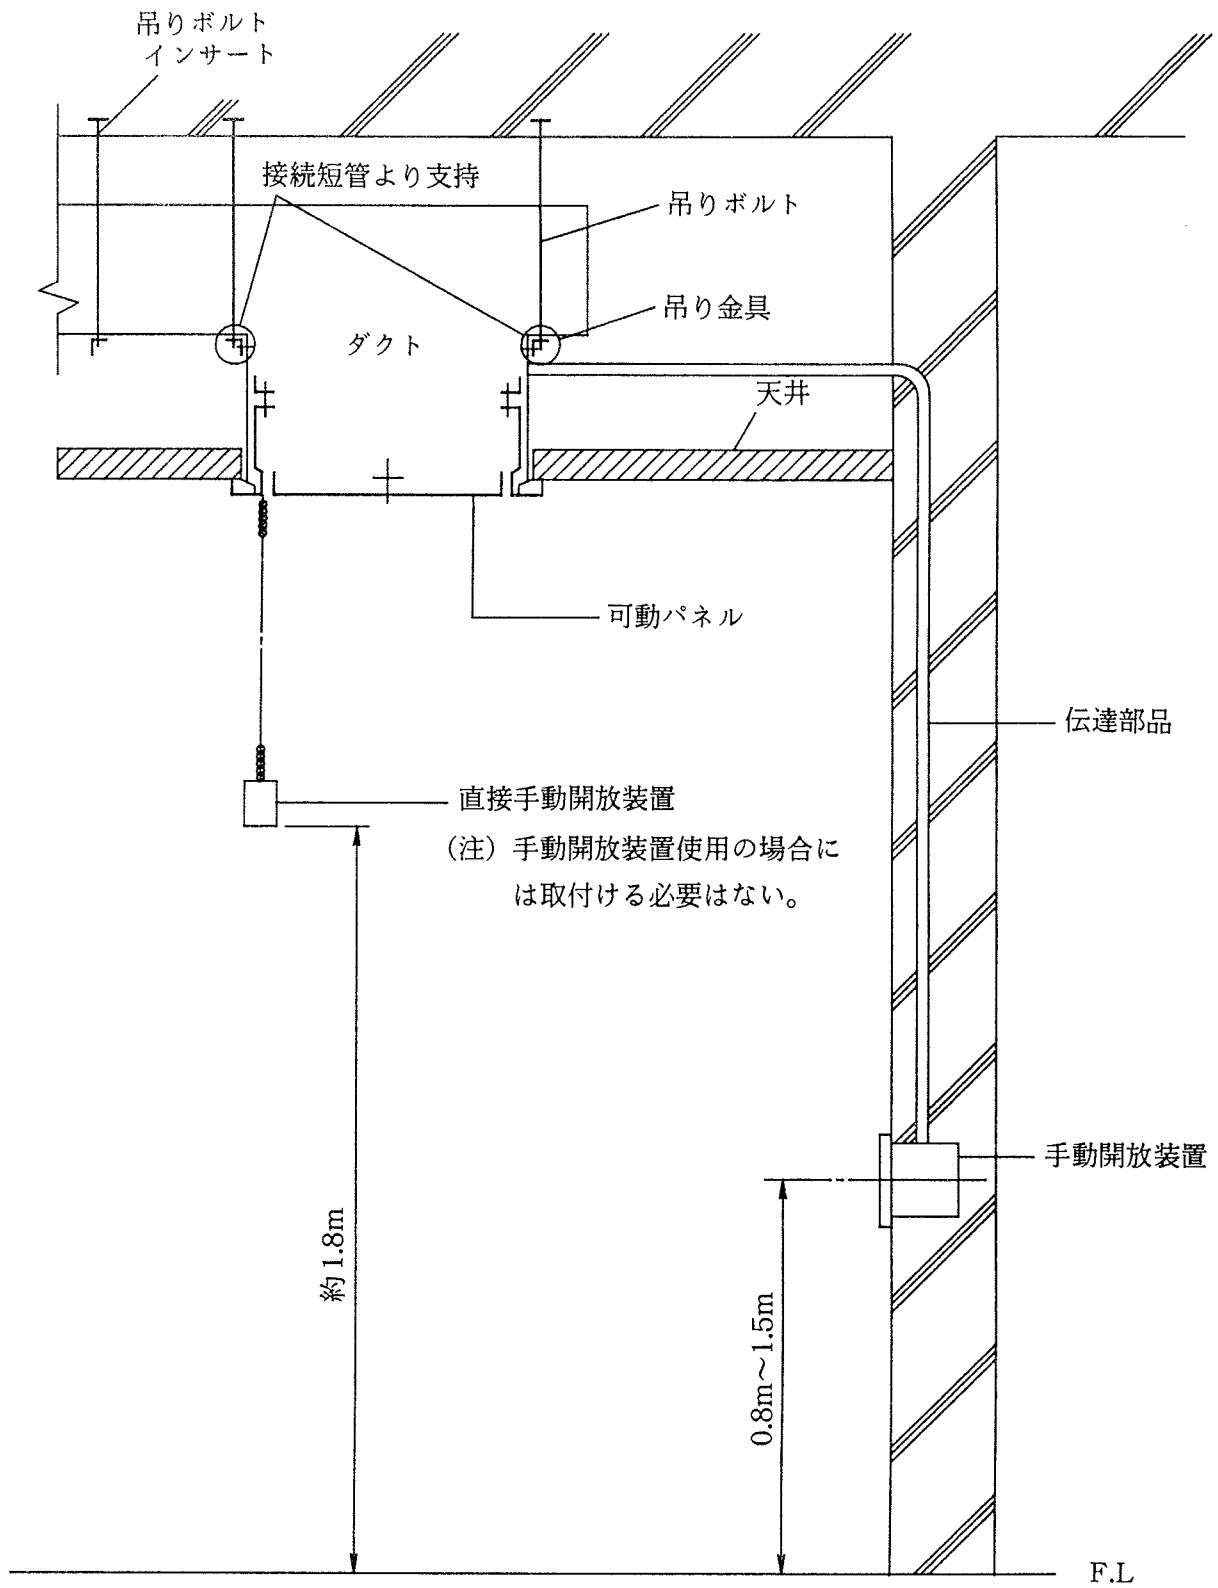 吊りボルト
インサート
接続短管より支持
吊りボルト
吊り金具
ダクト
天井
可動パネル
伝達部品
直接手動開放装置
（注）手動開放装置使用の場合に
は取付ける必要はない。
手動開放装置
約1.8m
0.8m～1.5m
F.L